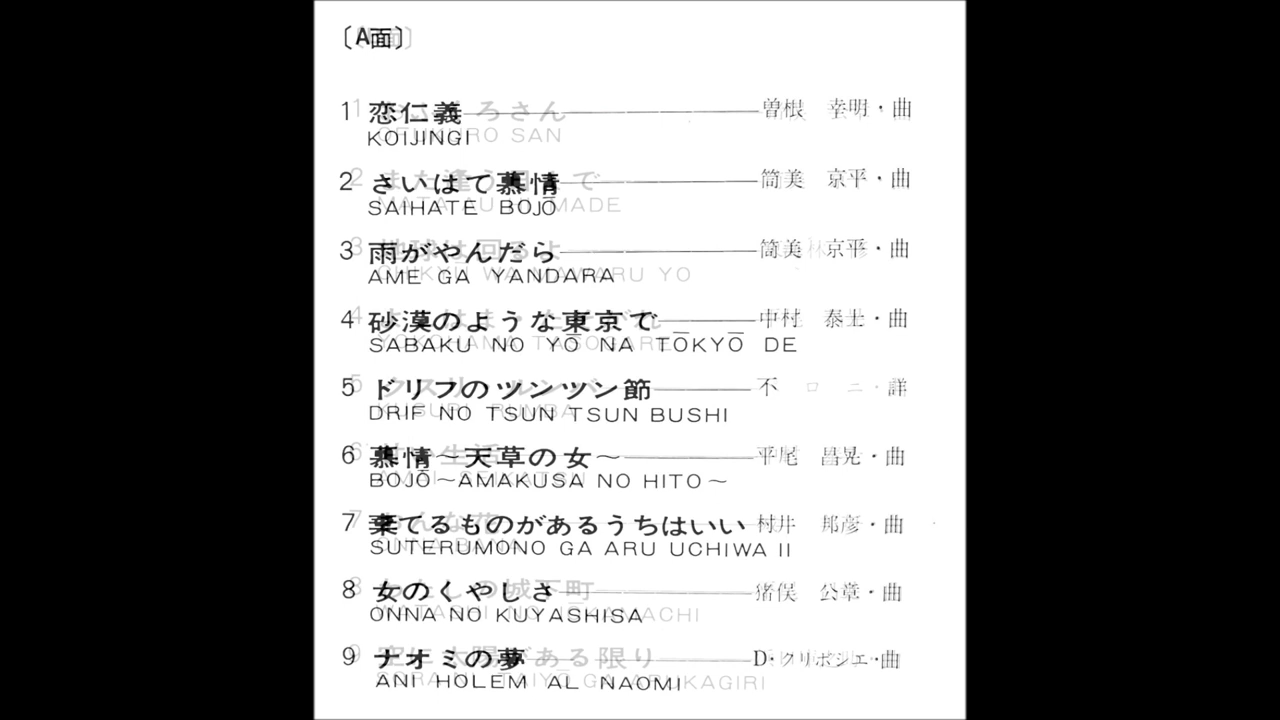 〔A面〕
1 恋仁義 曽根 幸明・曲
KOIJINGI
2 さいはて慕情 筒美 京平・曲
SAIHATE BOJŌ
3 雨がやんだら 筒美 京平・曲
AME GA YANDARA
4 砂漠のような東京で 中村 泰士・曲
SABAKU NO YŌ NA TŌKYŌ DE
5 ドリフのツンツン節 不 詳
DRIF NO TSUN TSUN BUSHI
6 慕情〜天草の女〜 平尾 昌晃・曲
BOJŌ〜AMAKUSA NO HITO〜
7 棄てるものがあるうちはいい 村井 邦彦・曲
SUTERUMONO GA ARU UCHIWA II
8 女のくやしさ 猪俣 公章・曲
ONNA NO KUYASHISA
9 ナオミの夢 D・クリポシェ・曲
ANI HOLEM AL NAOMI